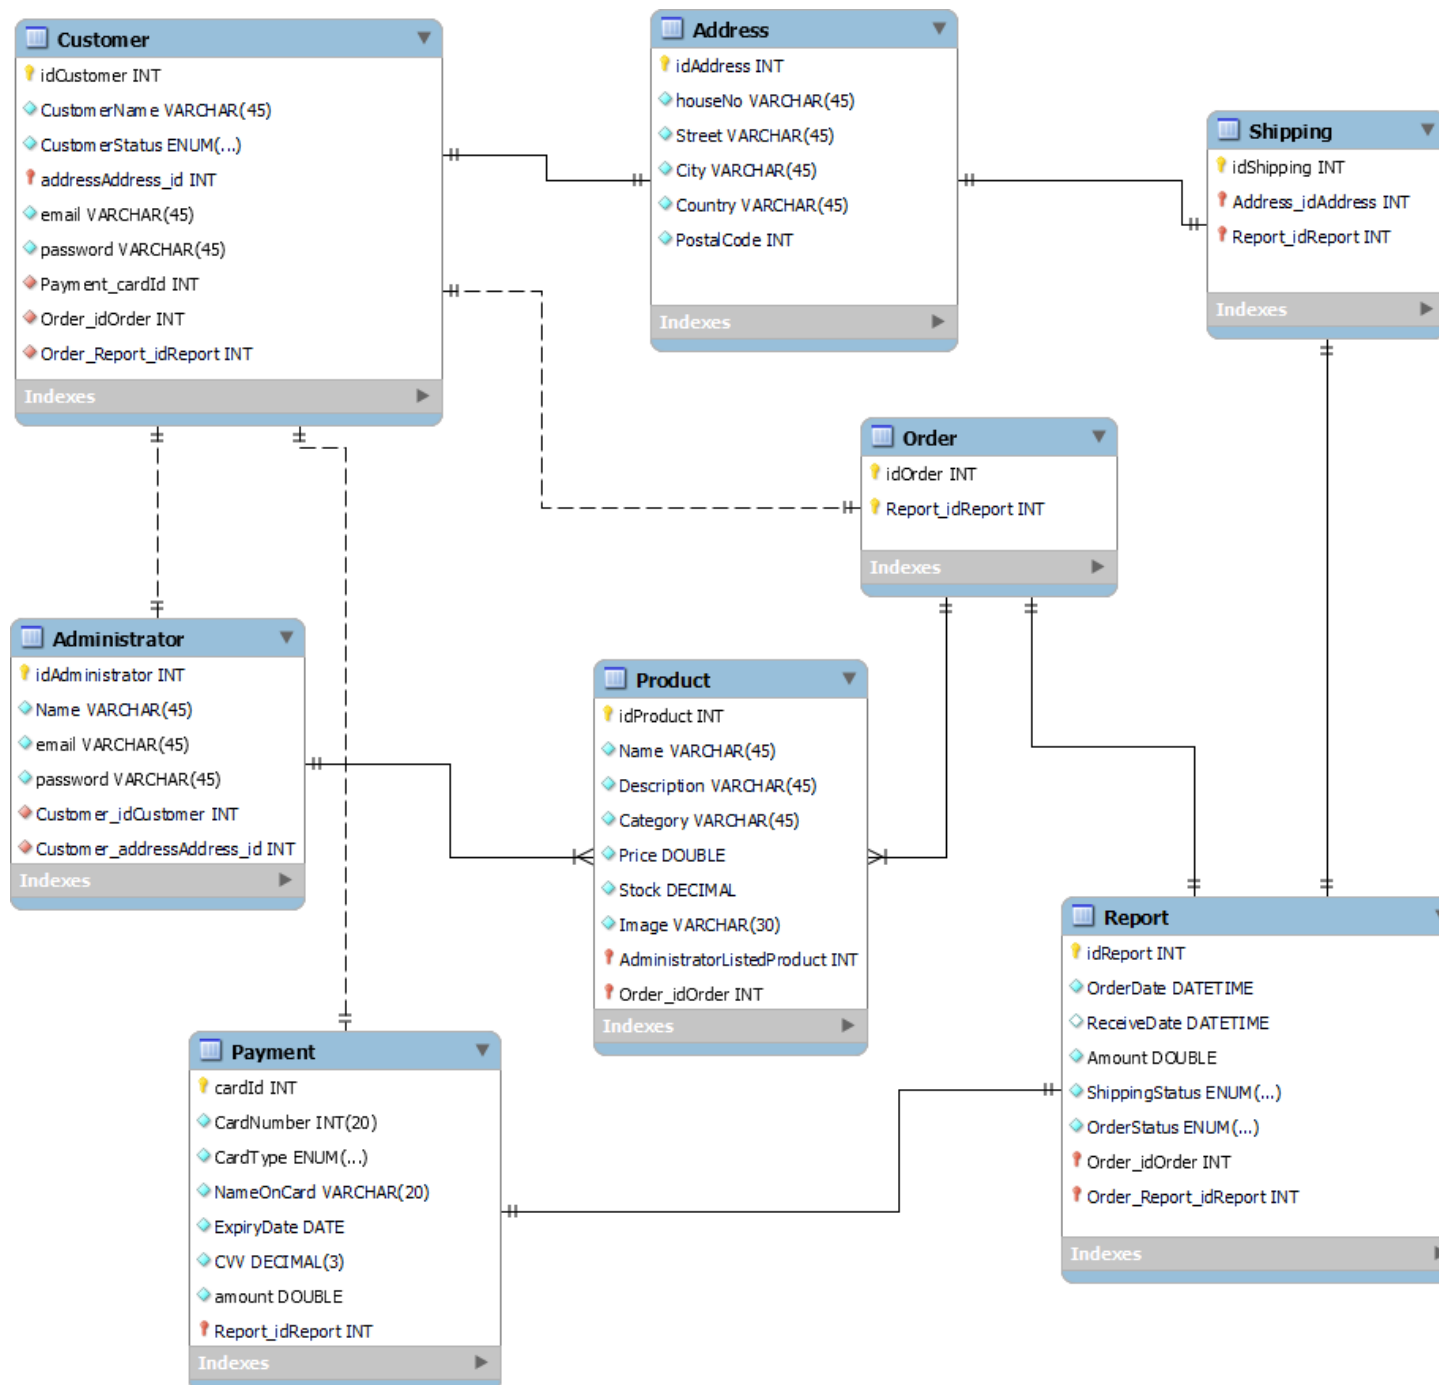 Customer
idCustomer INT
CustomerName VARCHAR(45)
CustomerStatus ENUM(...)
addressAddress_id INT
email VARCHAR(45)
password VARCHAR(45)
Payment_cardId INT
Order_idOrder INT
Order_Report_idReport INT
Indexes
Address
idAddress INT
houseNo VARCHAR(45)
Street VARCHAR(45)
City VARCHAR(45)
Country VARCHAR(45)
PostalCode INT
Indexes
Shipping
idShipping INT
Address_idAddress INT
Report_idReport INT
Indexes
Order
idOrder INT
Report_idReport INT
Indexes
Administrator
idAdministrator INT
Name VARCHAR(45)
email VARCHAR(45)
password VARCHAR(45)
Customer_idCustomer INT
Customer_addressAddress_id INT
Indexes
Product
idProduct INT
Name VARCHAR(45)
Description VARCHAR(45)
Category VARCHAR(45)
Price DOUBLE
Stock DECIMAL
Image VARCHAR(30)
AdministratorListedProduct INT
Order_idOrder INT
Indexes
Report
idReport INT
OrderDate DATETIME
ReceiveDate DATETIME
Amount DOUBLE
ShippingStatus ENUM(...)
OrderStatus ENUM(...)
Order_idOrder INT
Order_Report_idReport INT
Indexes
Payment
cardId INT
CardNumber INT(20)
CardType ENUM(...)
NameOnCard VARCHAR(20)
ExpiryDate DATE
CVV DECIMAL(3)
amount DOUBLE
Report_idReport INT
Indexes